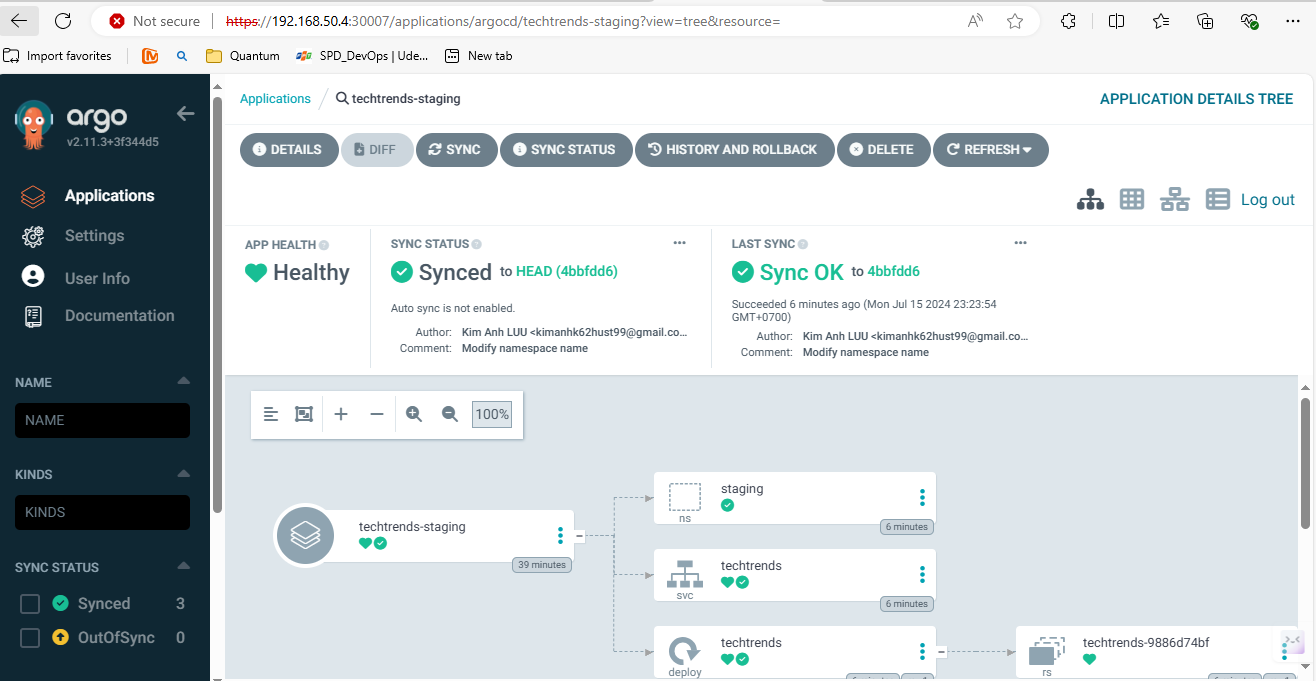 Not secure
https://192.168.50.4:30007/applications/argocd/techtrends-staging?view=tree&resource=
Import favorites
Quantum
SPD_DevOps | Ude...
New tab
argo
v2.11.3+3f344d5
Applications
Settings
User Info
Documentation
NAME
NAME
KINDS
KINDS
SYNC STATUS
Synced 3
OutOfSync 0
Applications / techtrends-staging
APPLICATION DETAILS TREE
DETAILS
DIFF
SYNC
SYNC STATUS
HISTORY AND ROLLBACK
DELETE
REFRESH
Log out
APP HEALTH
Healthy
SYNC STATUS
Synced to HEAD (4bbfdd6)
Auto sync is not enabled.
Author: Kim Anh LUU <kimanhk62hust99@gmail.co...
Comment: Modify namespace name
LAST SYNC
Sync OK to 4bbfdd6
Succeeded 6 minutes ago (Mon Jul 15 2024 23:23:54
GMT+0700)
Author: Kim Anh LUU <kimanhk62hust99@gmail.co...
Comment: Modify namespace name
100%
techtrends-staging
39 minutes
staging
ns
6 minutes
techtrends
svc
6 minutes
techtrends
deploy
techtrends-9886d74bf
rs